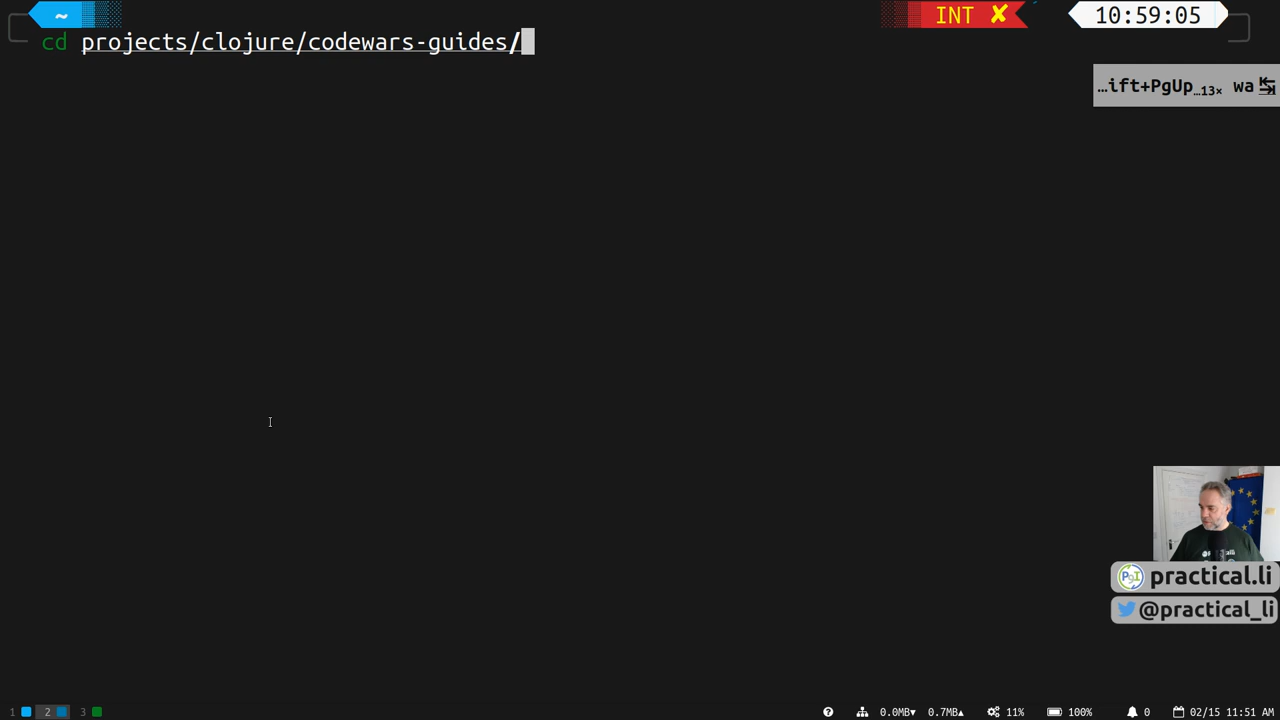 ~ INT ✘ 10:59:05
cd projects/clojure/codewars-guides/
…ift+PgUp…13× wa ↹
practical.li
@practical_li
1 2 3 0.0MB▾ 0.7MB▴ 11% 100% 0 02/15 11:51 AM